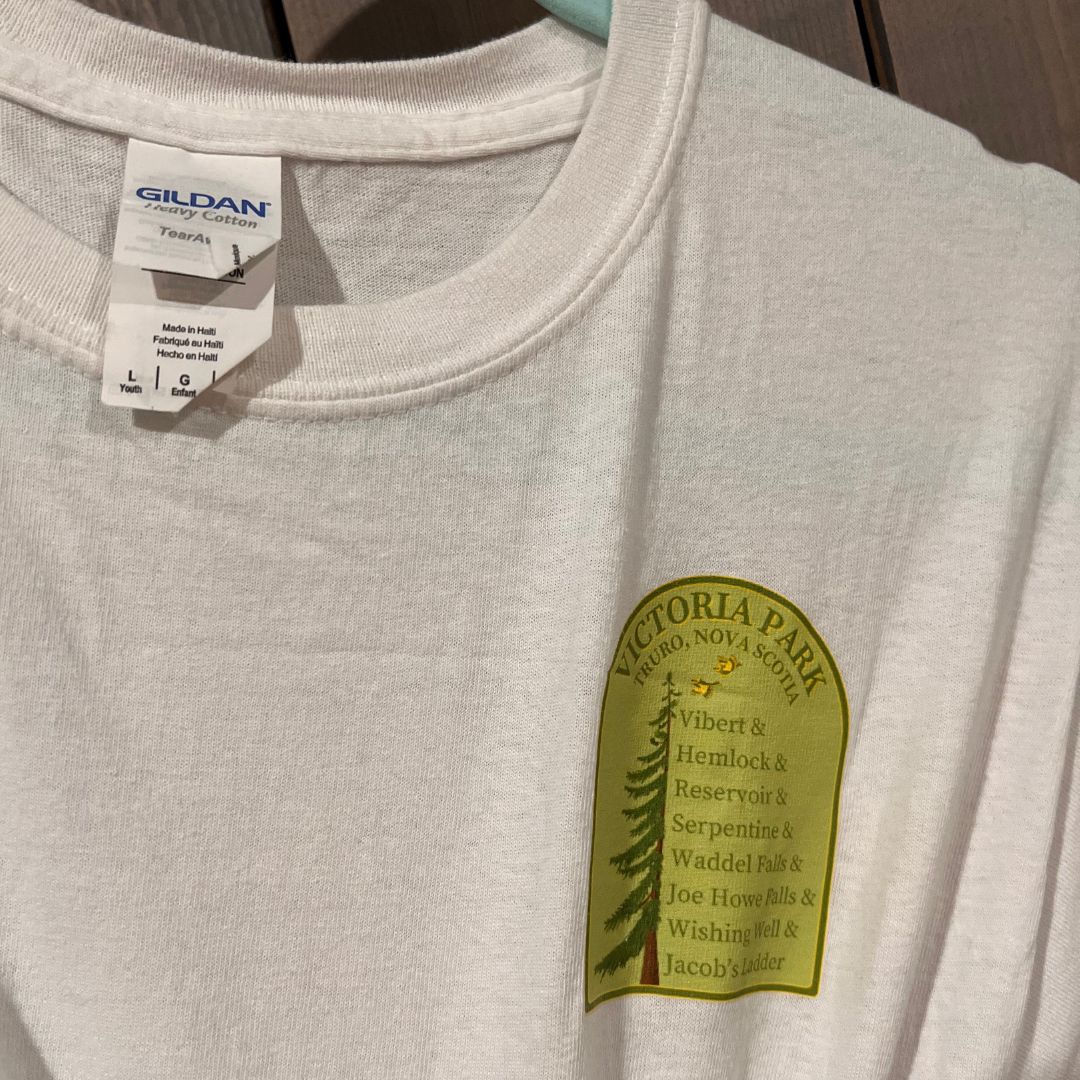 GILDAN
Heavy Cotton
Made in Haiti
Fabriqué au Haïti
Hecho en Haiti
L G
Youth Enfant
VICTORIA PARK
TRURO, NOVA SCOTIA
Vibert &
Hemlock &
Reservoir &
Serpentine &
Waddel Falls &
Joe Howe Falls &
Wishing Well &
Jacob's Ladder